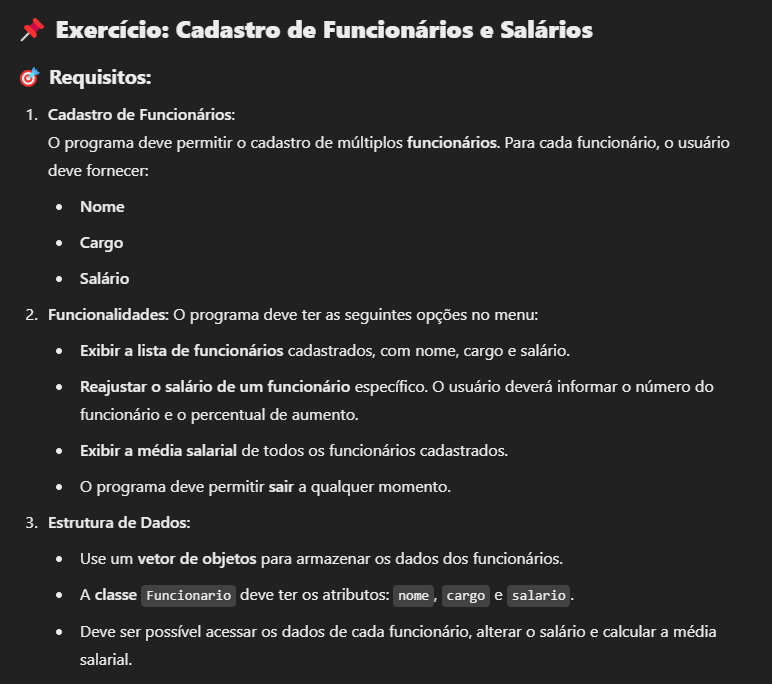 📌 Exercício: Cadastro de Funcionários e Salários
🎯 Requisitos:
1. Cadastro de Funcionários:
O programa deve permitir o cadastro de múltiplos funcionários. Para cada funcionário, o usuário
deve fornecer:
• Nome
• Cargo
• Salário
2. Funcionalidades: O programa deve ter as seguintes opções no menu:
• Exibir a lista de funcionários cadastrados, com nome, cargo e salário.
• Reajustar o salário de um funcionário específico. O usuário deverá informar o número do
funcionário e o percentual de aumento.
• Exibir a média salarial de todos os funcionários cadastrados.
• O programa deve permitir sair a qualquer momento.
3. Estrutura de Dados:
• Use um vetor de objetos para armazenar os dados dos funcionários.
• A classe Funcionario deve ter os atributos: nome, cargo e salario.
• Deve ser possível acessar os dados de cada funcionário, alterar o salário e calcular a média
salarial.